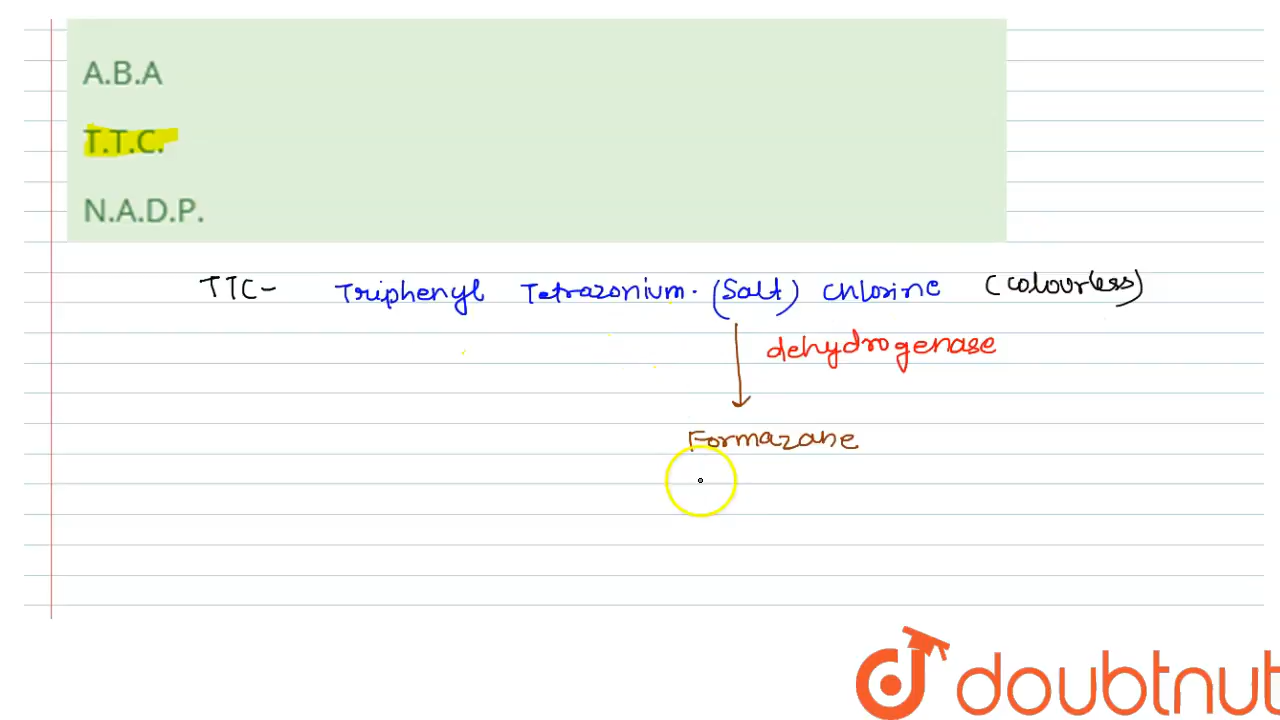 A.B.A
T.T.C.
N.A.D.P.
TTC- Triphenyl Tetrazonium. (Salt) chlorine (colourless)
dehydrogenase
Formazane
doubtnut